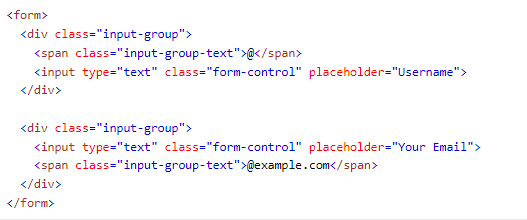 <form>
  <div class="input-group">
    <span class="input-group-text">@</span>
    <input type="text" class="form-control" placeholder="Username">
  </div>

  <div class="input-group">
    <input type="text" class="form-control" placeholder="Your Email">
    <span class="input-group-text">@example.com</span>
  </div>
</form>